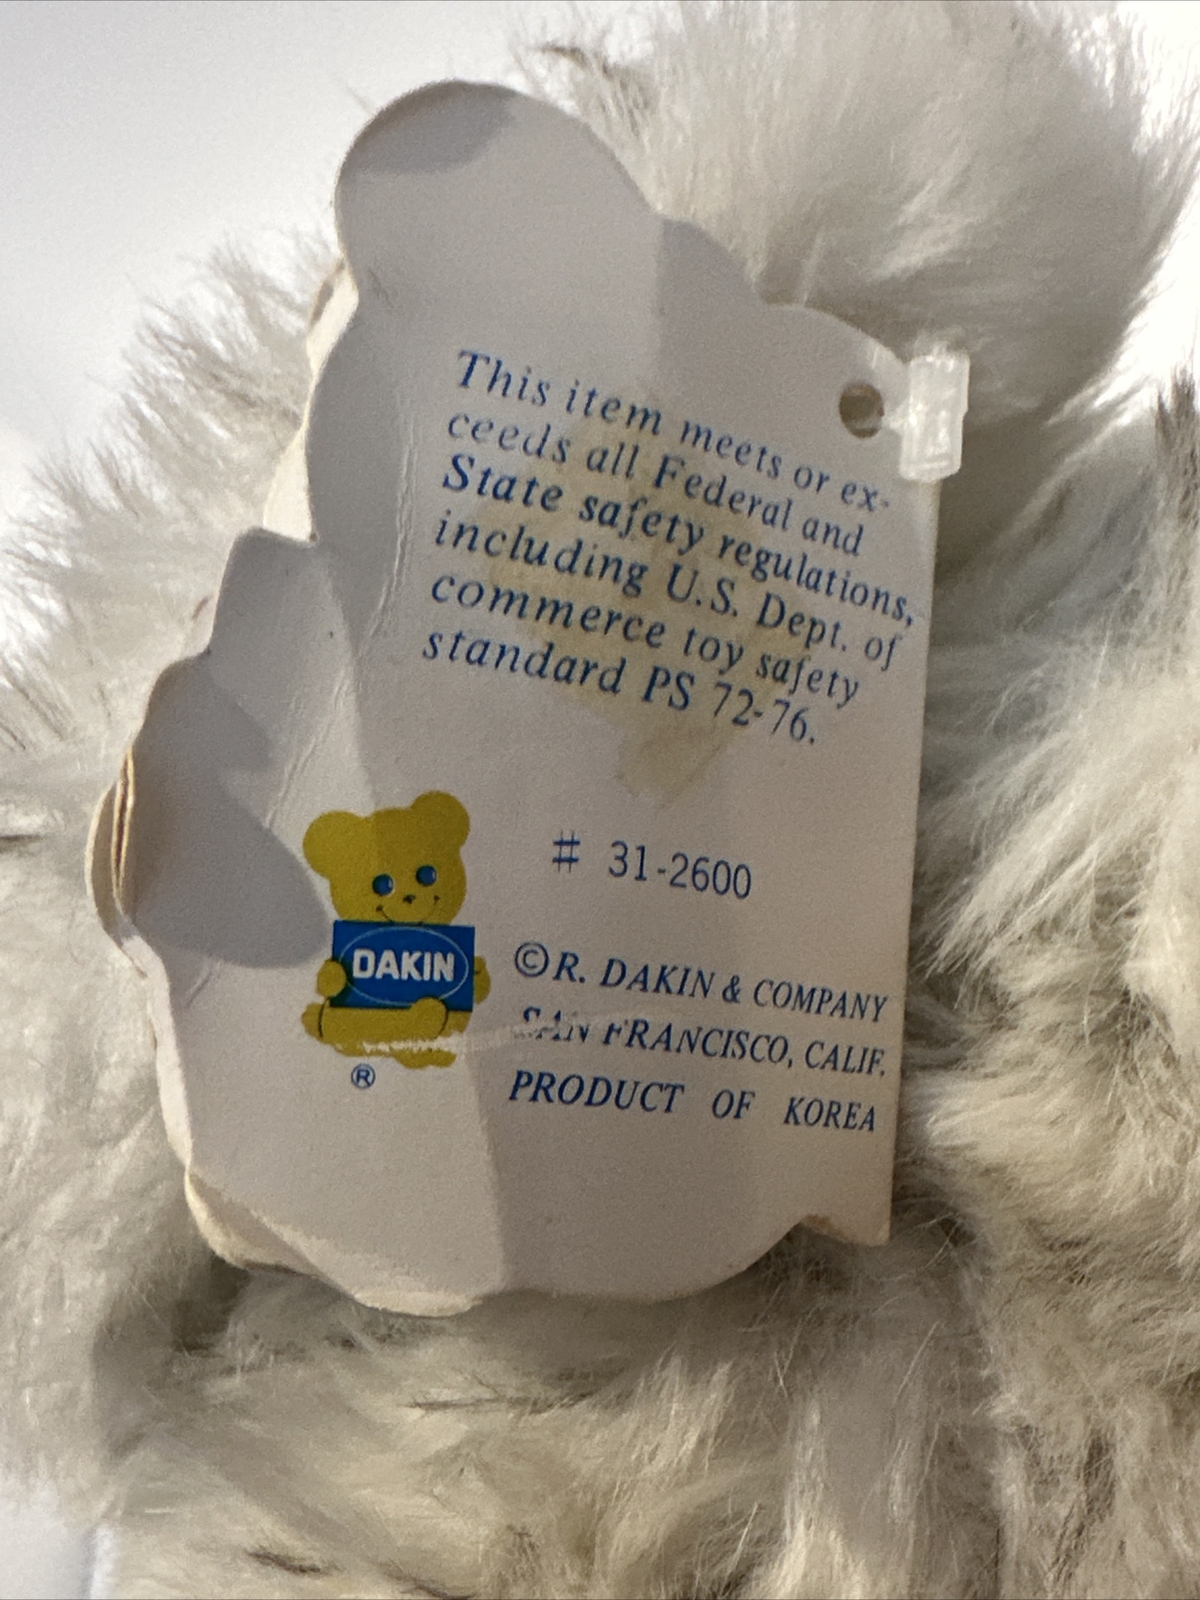 This item meets or ex-
ceeds all Federal and
State safety regulations,
including U.S. Dept. of
commerce toy safety
standard PS 72-76.
# 31-2600
DAKIN
®
©R. DAKIN & COMPANY
SAN FRANCISCO, CALIF.
PRODUCT OF KOREA